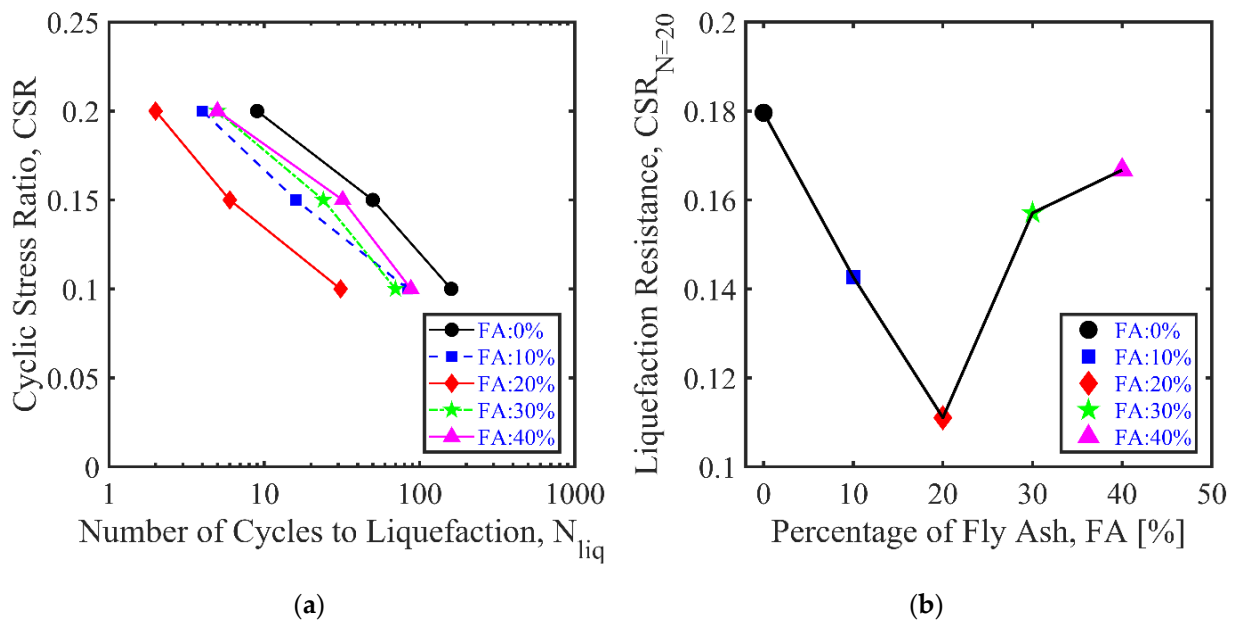 0.25
0.2
0.15
0.1
0.05
0
Cyclic Stress Ratio, CSR
1 10 100 1000
Number of Cycles to Liquefaction, N_liq
FA:0%
FA:10%
FA:20%
FA:30%
FA:40%
(a)
0.2
0.18
0.16
0.14
0.12
0.1
Liquefaction Resistance, CSR_N=20
0 10 20 30 40 50
Percentage of Fly Ash, FA [%]
FA:0%
FA:10%
FA:20%
FA:30%
FA:40%
(b)